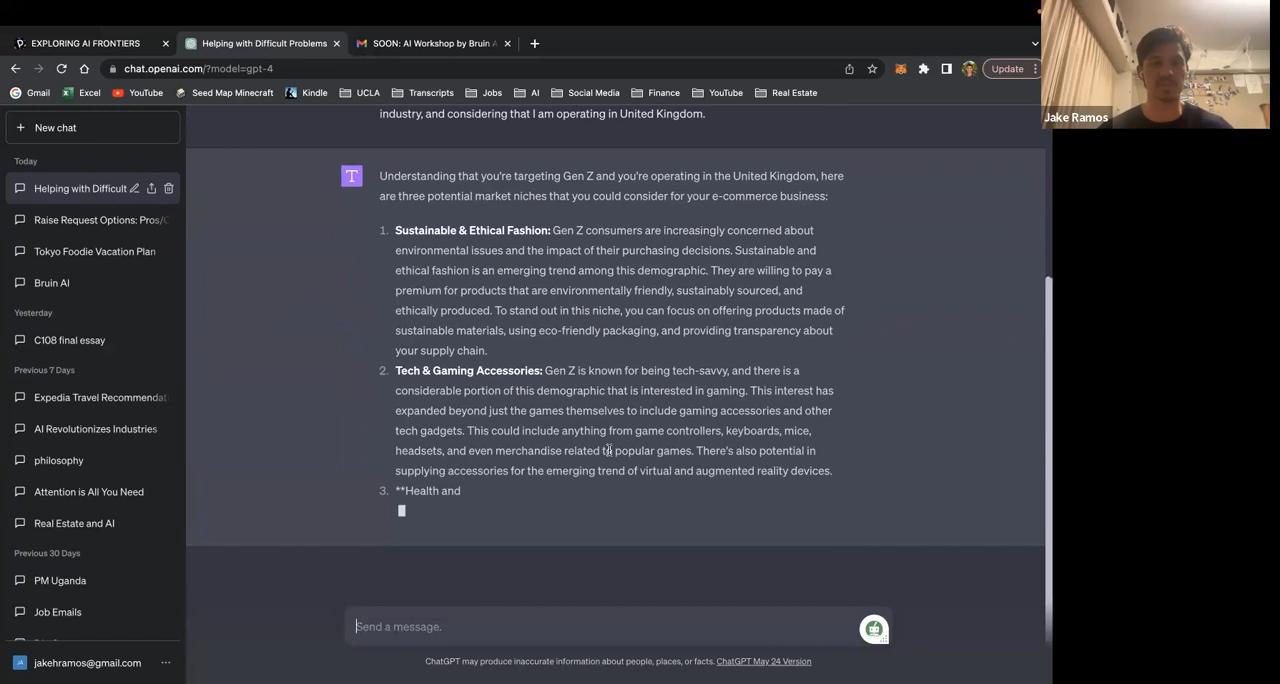 EXPLORING AI FRONTIERS
Helping with Difficult Problems
SOON: AI Workshop by Bruin A
chat.openai.com/?model=gpt-4
Update
Gmail
Excel
YouTube
Seed Map Minecraft
Kindle
UCLA
Transcripts
Jobs
AI
Social Media
Finance
YouTube
Real Estate
Jake Ramos
New chat
Today
Helping with Difficult
Raise Request Options: Pros/C
Tokyo Foodie Vacation Plan
Bruin AI
Yesterday
C108 final essay
Previous 7 Days
Expedia Travel Recommendat
AI Revolutionizes Industries
philosophy
Attention is All You Need
Real Estate and AI
Previous 30 Days
PM Uganda
Job Emails
JA
jakehramos@gmail.com
industry, and considering that I am operating in United Kingdom.
T
Understanding that you're targeting Gen Z and you're operating in the United Kingdom, here
are three potential market niches that you could consider for your e-commerce business:
1. Sustainable & Ethical Fashion: Gen Z consumers are increasingly concerned about
environmental issues and the impact of their purchasing decisions. Sustainable and
ethical fashion is an emerging trend among this demographic. They are willing to pay a
premium for products that are environmentally friendly, sustainably sourced, and
ethically produced. To stand out in this niche, you can focus on offering products made of
sustainable materials, using eco-friendly packaging, and providing transparency about
your supply chain.
2. Tech & Gaming Accessories: Gen Z is known for being tech-savvy, and there is a
considerable portion of this demographic that is interested in gaming. This interest has
expanded beyond just the games themselves to include gaming accessories and other
tech gadgets. This could include anything from game controllers, keyboards, mice,
headsets, and even merchandise related to popular games. There's also potential in
supplying accessories for the emerging trend of virtual and augmented reality devices.
3. **Health and
Send a message.
ChatGPT may produce inaccurate information about people, places, or facts. ChatGPT May 24 Version